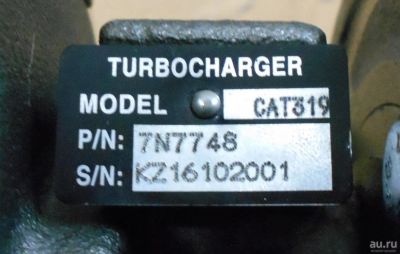 TURBOCHARGER
MODEL CAT319
P/N: 7N7748
S/N: KZ16102001
au.ru